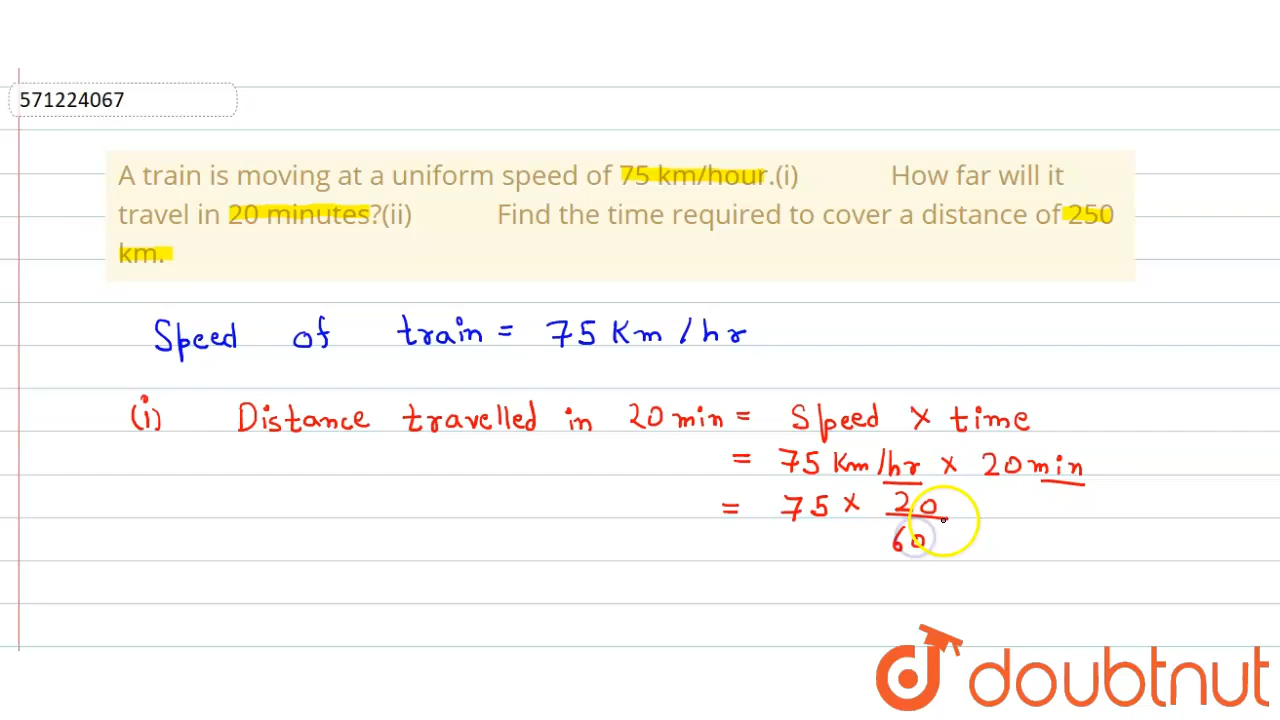 571224067
A train is moving at a uniform speed of 75 km/hour.(i) How far will it
travel in 20 minutes?(ii) Find the time required to cover a distance of 250
km.
Speed of train = 75 Km/hr
(i) Distance travelled in 20 min = Speed × time
= 75 Km/hr × 20 min
= 75 × 20
60
doubtnut